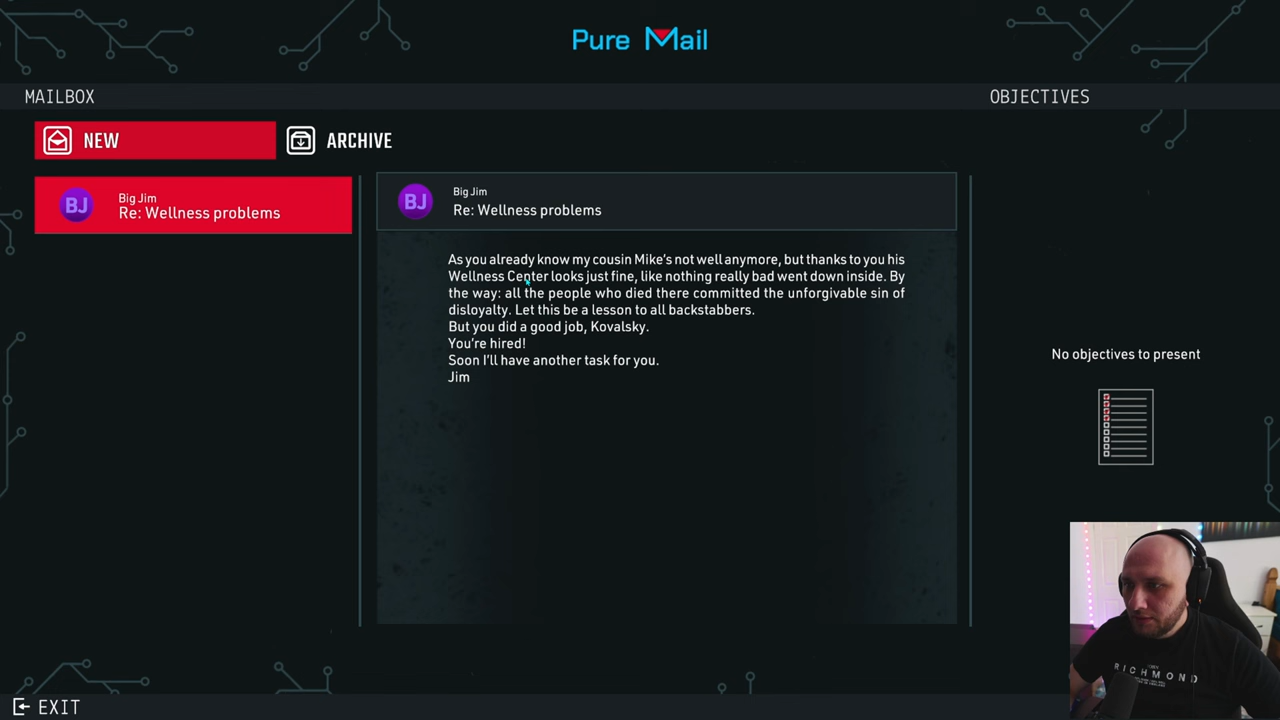 Pure Mail
MAILBOX
OBJECTIVES
NEW
ARCHIVE
BJ
Big Jim
Re: Wellness problems
BJ
Big Jim
Re: Wellness problems
As you already know my cousin Mike's not well anymore, but thanks to you his
Wellness Center looks just fine, like nothing really bad went down inside. By
the way: all the people who died there committed the unforgivable sin of
disloyalty. Let this be a lesson to all backstabbers.
But you did a good job, Kovalsky.
You're hired!
Soon I'll have another task for you.
Jim
No objectives to present
RICHMOND
EXIT